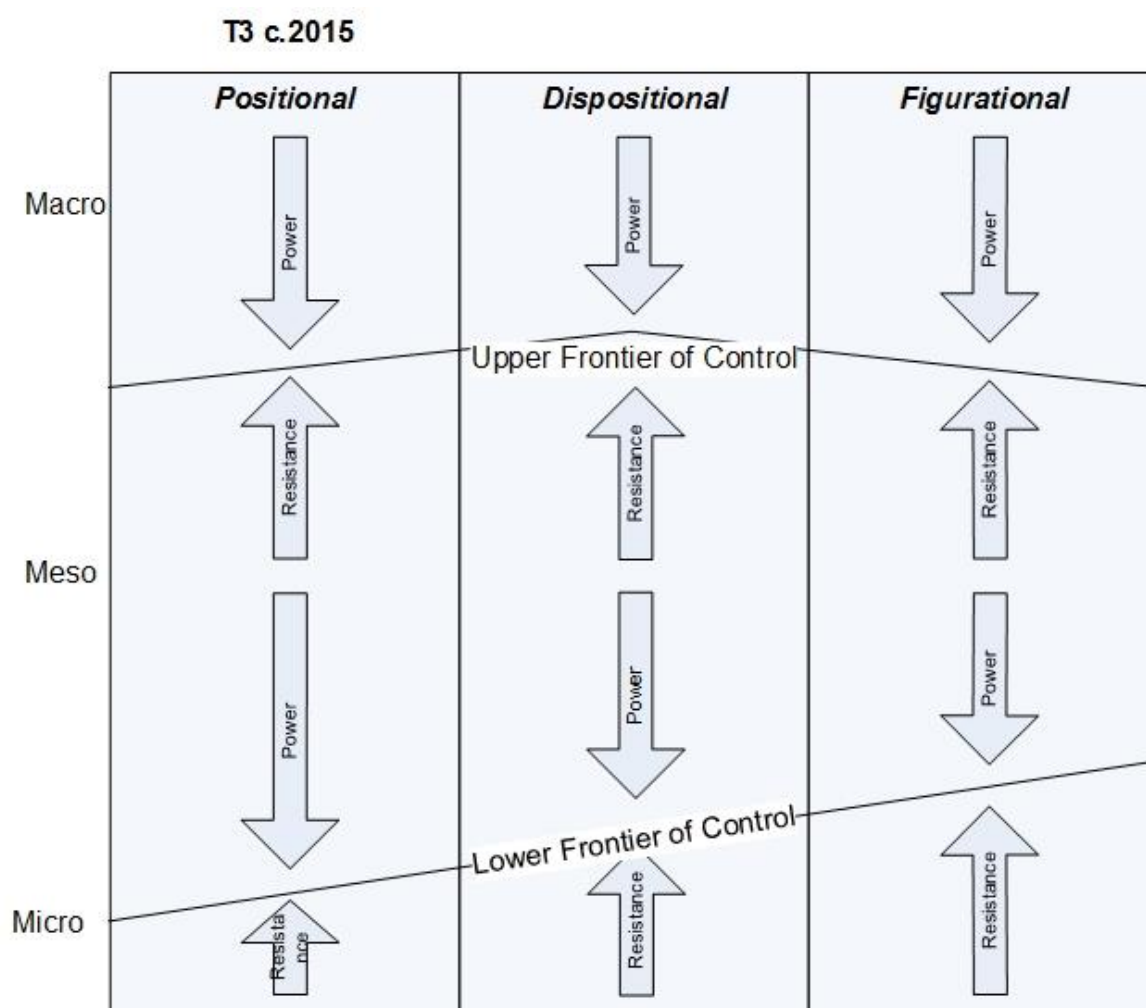 T3 c.2015
Positional
Dispositional
Figurational
Macro
Power
Power
Power
Upper Frontier of Control
Resistance
Resistance
Resistance
Meso
Power
Power
Power
Lower Frontier of Control
Micro
Resista
nce
Resistance
Resistance